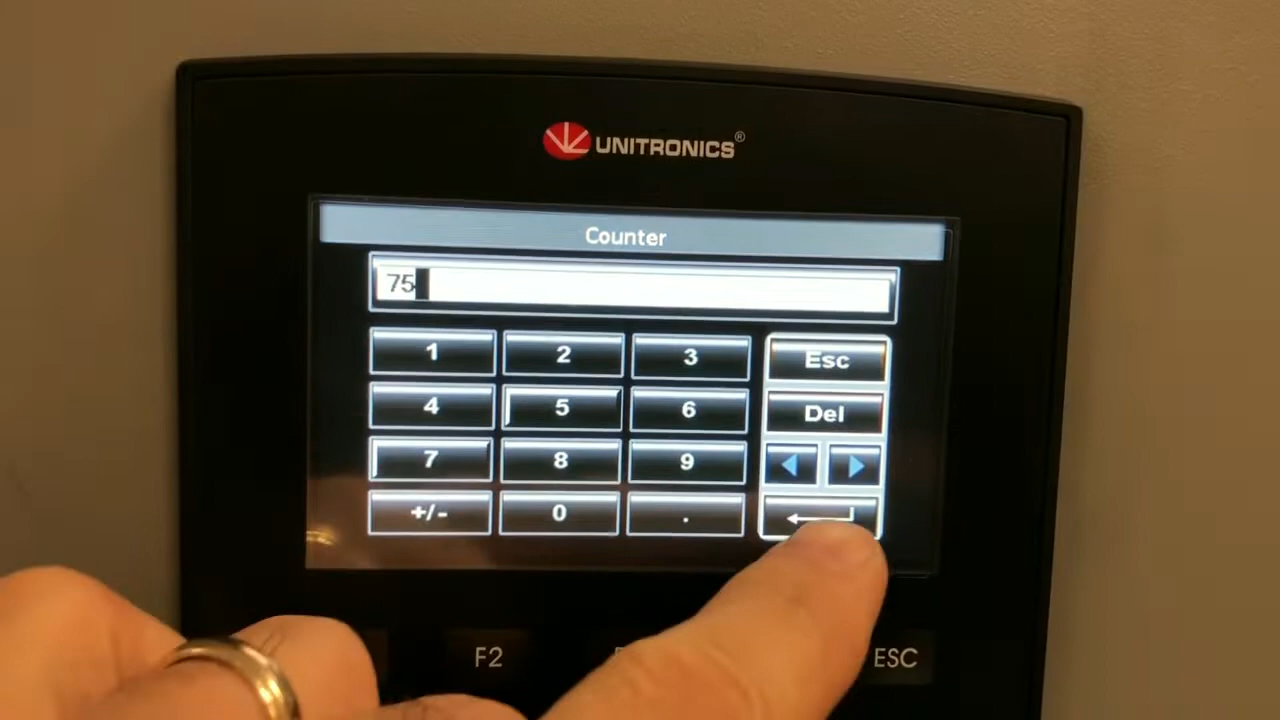 UNITRONICS®
Counter
75
1 2 3 Esc
4 5 6 Del
7 8 9
+/- 0 .
F2 ESC